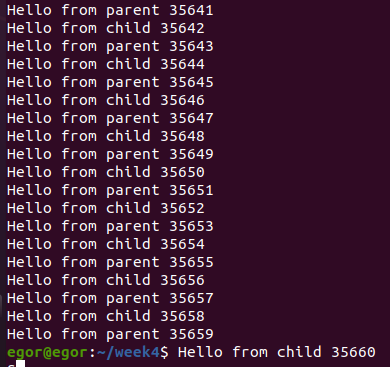 Hello from parent 35641
Hello from child 35642
Hello from parent 35643
Hello from child 35644
Hello from parent 35645
Hello from child 35646
Hello from parent 35647
Hello from child 35648
Hello from parent 35649
Hello from child 35650
Hello from parent 35651
Hello from child 35652
Hello from parent 35653
Hello from child 35654
Hello from parent 35655
Hello from child 35656
Hello from parent 35657
Hello from child 35658
Hello from parent 35659
egor@egor:~/week4$ Hello from child 35660